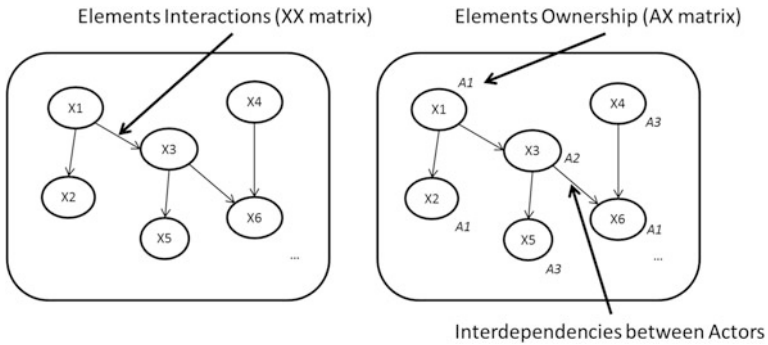 Elements Interactions (XX matrix)
Elements Ownership (AX matrix)
X1
X4
X3
X2
X6
X5
...
A1
X1
X4
A3
X3
A2
X2
A1
X6
A1
X5
A3
...
Interdependencies between Actors